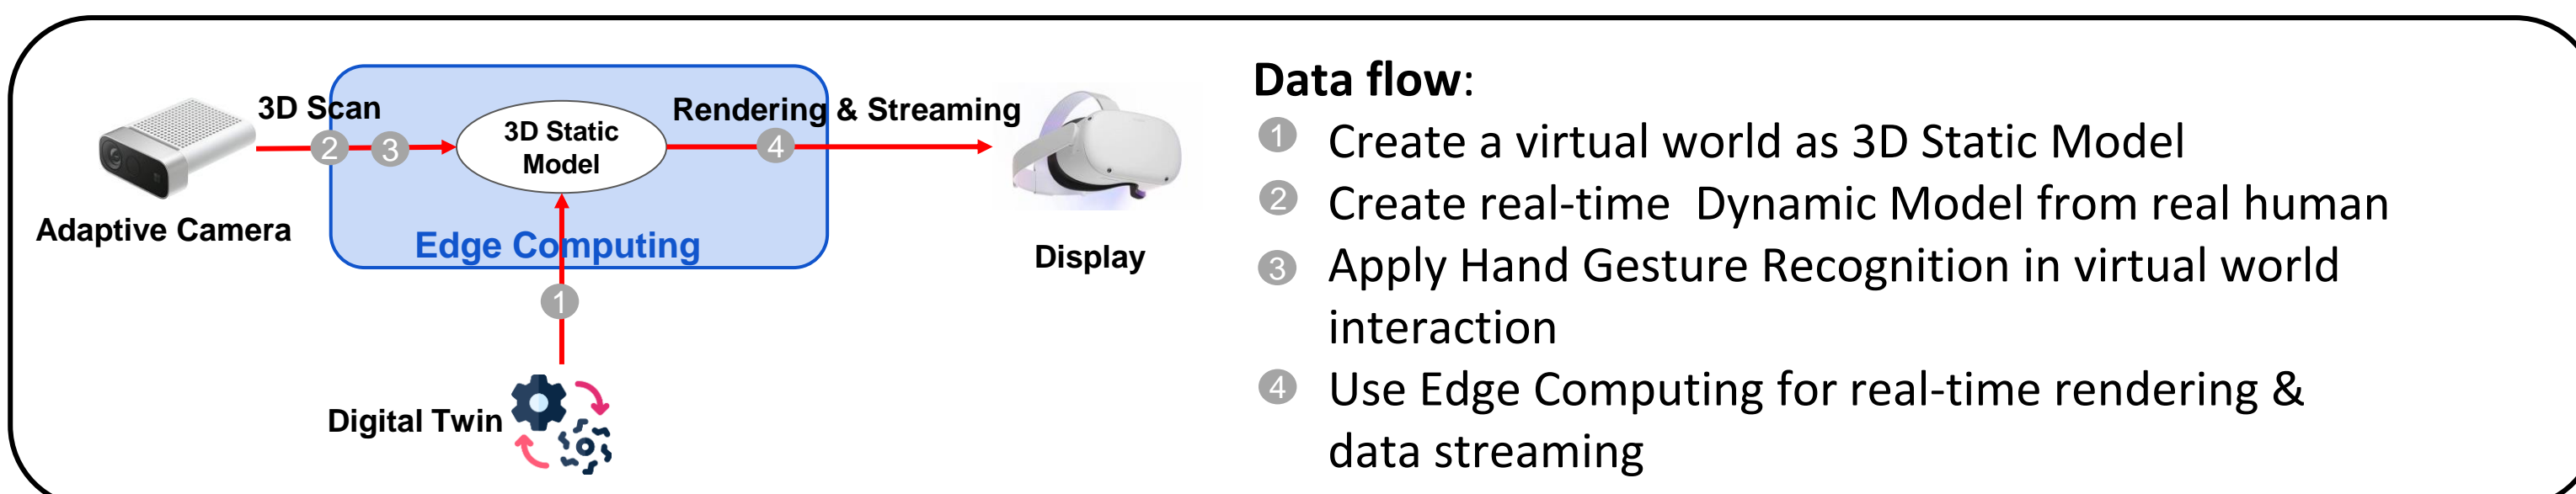 3D Scan
2
3
3D Static
Model
Rendering & Streaming
4
Adaptive Camera
Edge Computing
Display
1
Digital Twin
Data flow:
1 Create a virtual world as 3D Static Model
2 Create real-time Dynamic Model from real human
3 Apply Hand Gesture Recognition in virtual world
interaction
4 Use Edge Computing for real-time rendering &
data streaming